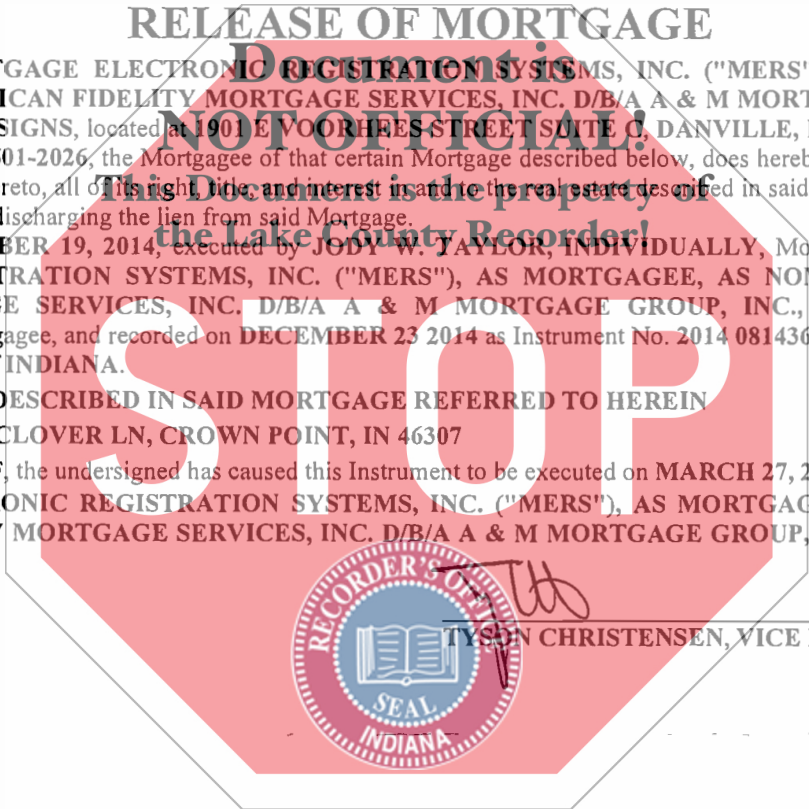 RELEASE OF MORTGAGE
Document is
GAGE ELECTRONIC REGISTRATION SYSTEMS, INC. ("MERS"
ICAN FIDELITY MORTGAGE SERVICES, INC. D/B/A A & M MORT
NOT OFFICIAL!
SIGNS, located at 1901 E VOORHEES STREET SUITE C, DANVILLE,
01-2026, the Mortgagee of that certain Mortgage described below, does hereb
This Document is the property of
reto, all of its right, title, and interest in and to the real estate described in said
ischarging the lien from said Mortgage.
the Lake County Recorder!
BER 19, 2014, executed by JODY W. TAYLOR, INDIVIDUALLY, Mo
TRATION SYSTEMS, INC. ("MERS"), AS MORTGAGEE, AS NO
E SERVICES, INC. D/B/A A & M MORTGAGE GROUP, INC.,
gagee, and recorded on DECEMBER 23 2014 as Instrument No. 2014 081436
INDIANA.
STOP
DESCRIBED IN SAID MORTGAGE REFERRED TO HEREIN
CLOVER LN, CROWN POINT, IN 46307
, the undersigned has caused this Instrument to be executed on MARCH 27, 2
ONIC REGISTRATION SYSTEMS, INC. ("MERS"), AS MORTGAG
MORTGAGE SERVICES, INC. D/B/A A & M MORTGAGE GROUP,
RECORDER'S OFFICE
TYSON CHRISTENSEN, VICE
SEAL
INDIANA